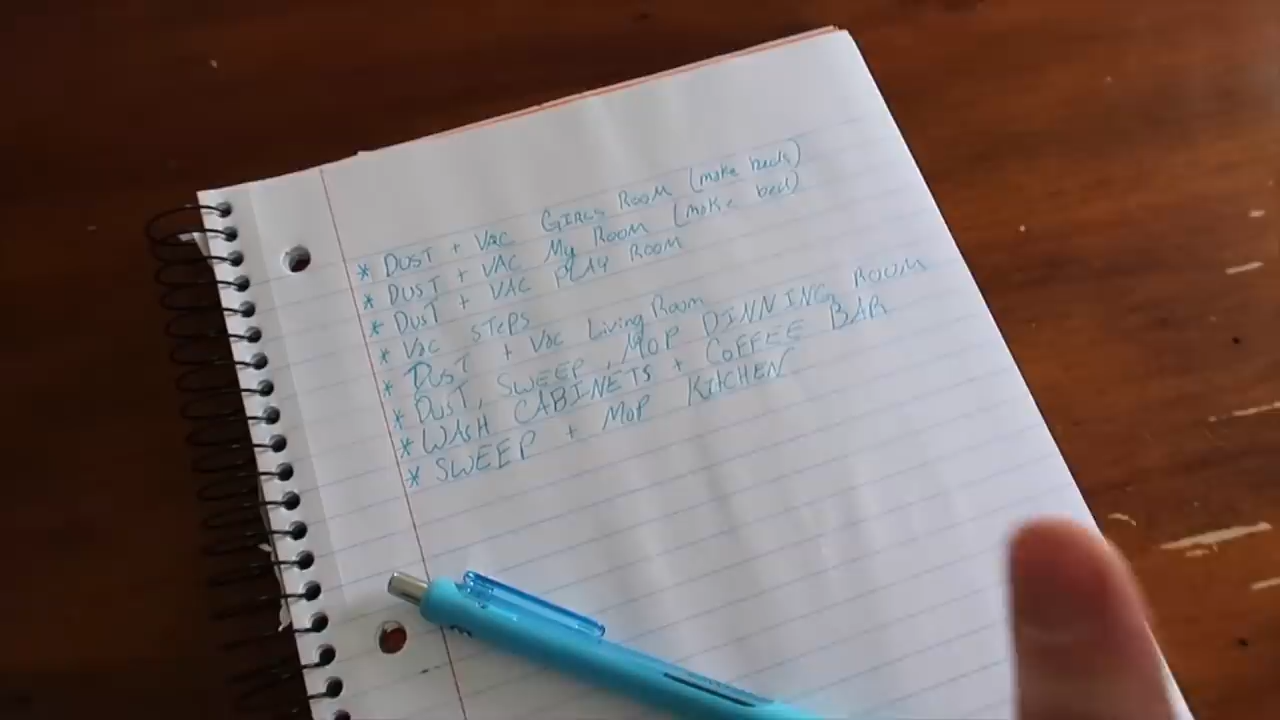 * DUST + VAC GIRLS ROOM (make beds)
* DUST + VAC My ROOM (make bed)
* DUST + VAC PLAY ROOM
* VAC STEPS
* DUST + VAC Living Room
* DUST, SWEEP, MOP DINNING ROOM
* WASH CABINETS + COFFEE BAR
* SWEEP + MOP KITCHEN